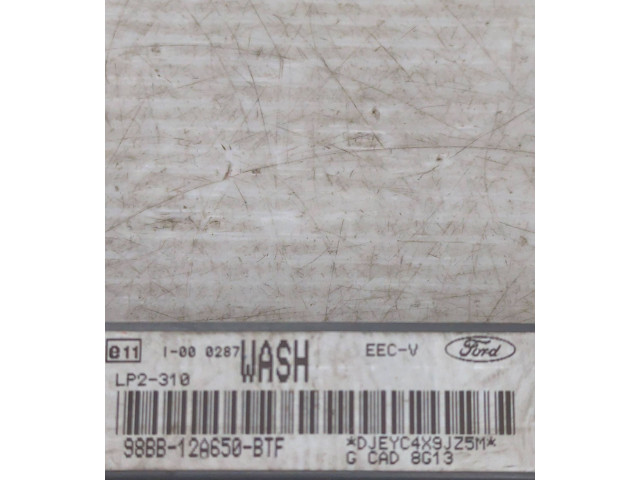 e11 I-00 0287 WASH EEC-V Ford
LP2-310
98BB-12A650-BTF *DJEYC4X9JZ5M*
G CAD 8G13